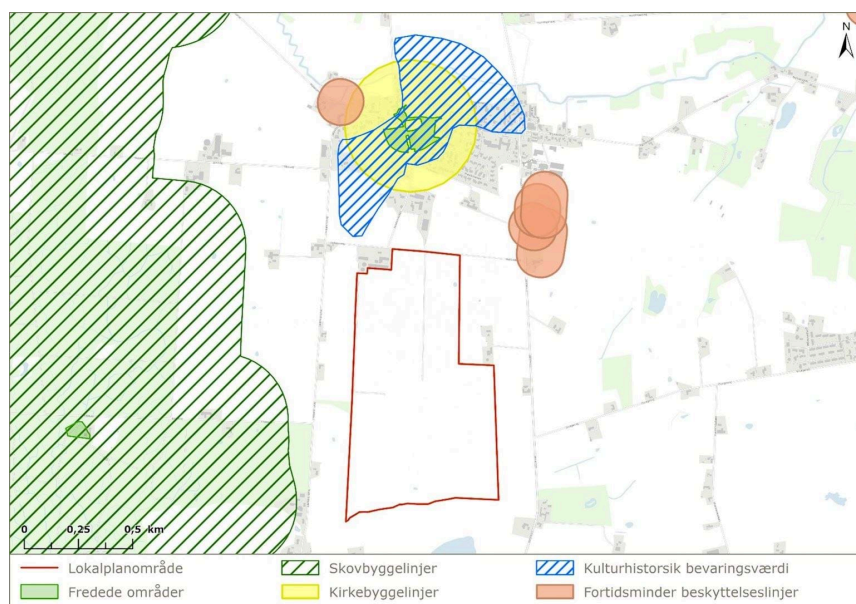 N
0 0,25 0,5 km
Lokalplanområde
Skovbyggelinjer
Kulturhistorsik bevaringsværdi
Fredede områder
Kirkebyggelinjer
Fortidsminder beskyttelseslinjer